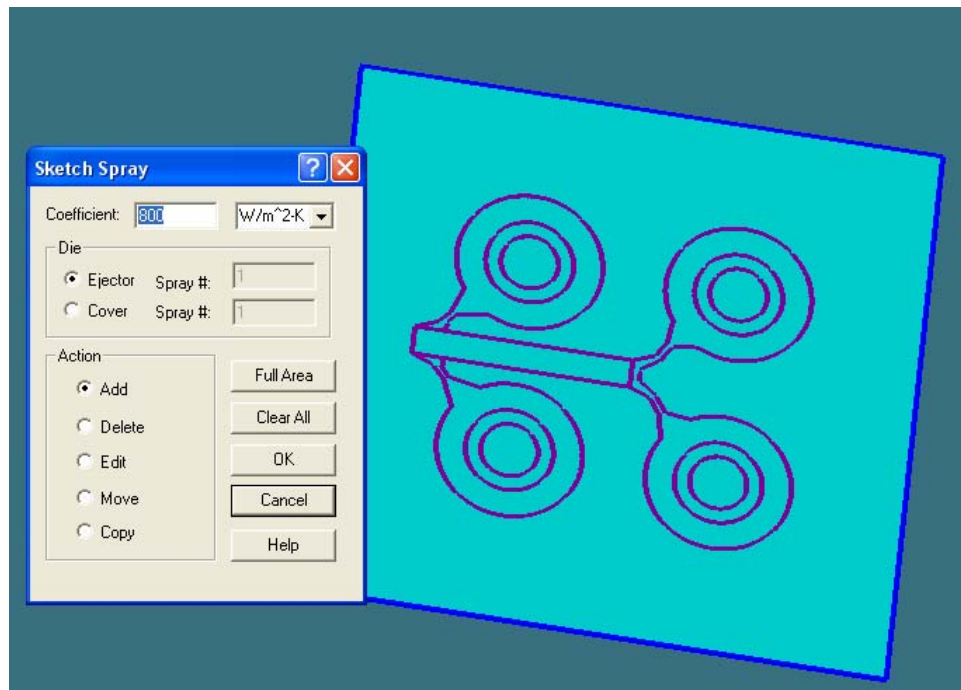 Sketch Spray
Coefficient: 800 W/m^2-K
Die
Ejector Spray #: 1
Cover Spray #: 1
Action
Add
Delete
Edit
Move
Copy
Full Area
Clear All
OK
Cancel
Help